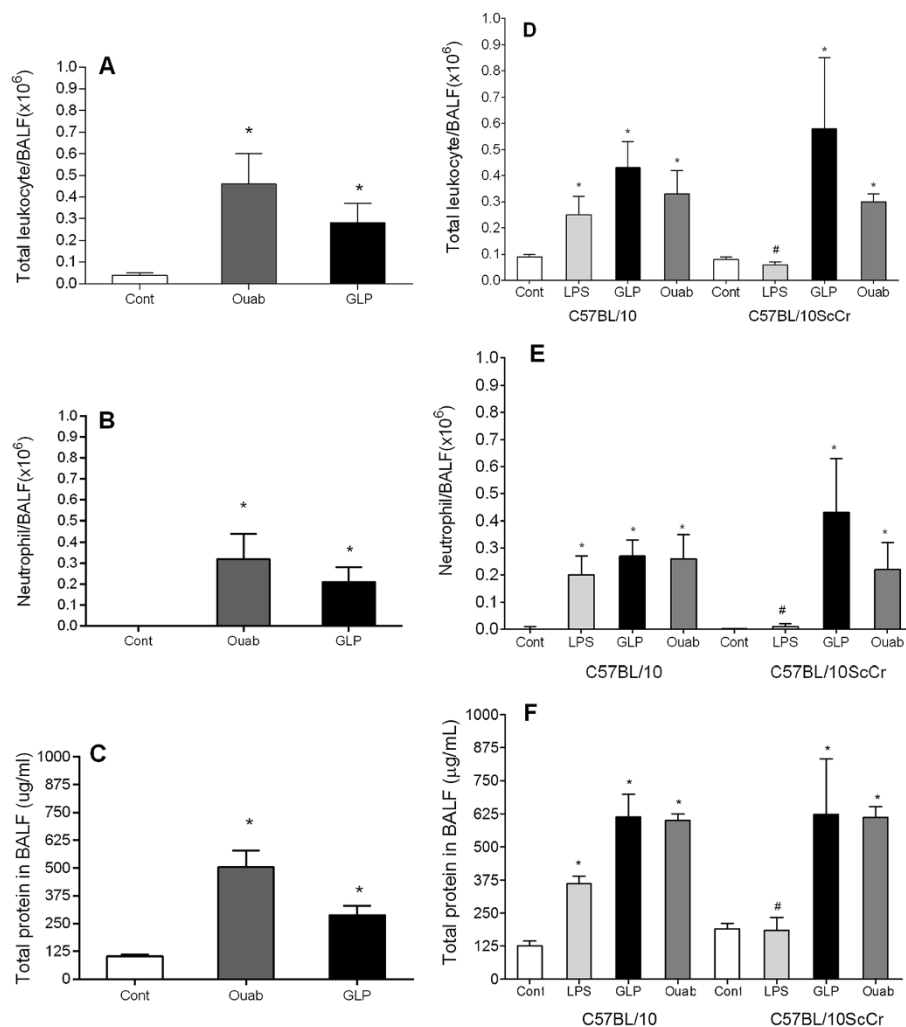 A
Total leukocyte/BALF(x10⁶)
1.0
0.9
0.8
0.7
0.6
0.5
0.4
0.3
0.2
0.1
0.0
* *
Cont Ouab GLP
B
Neutrophil/BALF(x10⁶)
1.0
0.9
0.8
0.7
0.6
0.5
0.4
0.3
0.2
0.1
0.0
* *
Cont Ouab GLP
C
Total protein in BALF (ug/ml)
1000
875
750
625
500
375
250
125
0
* *
Cont Ouab GLP
D
Total leukocyte/BALF(x10⁶)
1.0
0.9
0.8
0.7
0.6
0.5
0.4
0.3
0.2
0.1
0.0
* * * # * *
Cont LPS GLP Ouab Cont LPS GLP Ouab
C57BL/10 C57BL/10ScCr
E
Neutrophil/BALF(x10⁶)
1.0
0.9
0.8
0.7
0.6
0.5
0.4
0.3
0.2
0.1
0.0
* * * # * *
Cont LPS GLP Ouab Cont LPS GLP Ouab
C57BL/10 C57BL/10ScCr
F
Total protein in BALF (µg/mL)
1000
875
750
625
500
375
250
125
0
* * * # * *
Cont LPS GLP Ouab Cont LPS GLP Ouab
C57BL/10 C57BL/10ScCr